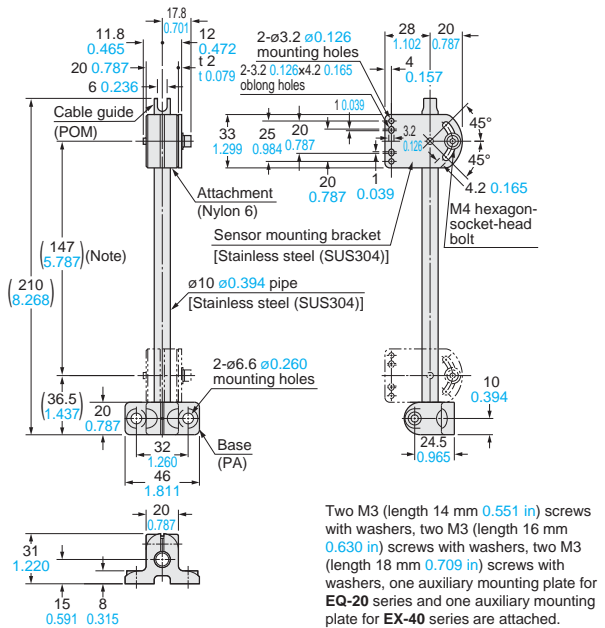 17.8
0.701
11.8
0.465
12
0.472
20 0.787
t 2
t 0.079
6 0.236
Cable guide
(POM)
2-ø3.2 ø0.126
mounting holes
2-3.2 0.126×4.2 0.165
oblong holes
28
1.102
20
0.787
4
0.157
1 0.039
33
1.299
25
0.984
20
0.787
3.2
0.126
45°
45°
20
0.787
1
0.039
4.2 0.165
M4 hexagon-
socket-head
bolt
Attachment
(Nylon 6)
Sensor mounting bracket
[Stainless steel (SUS304)]
(147
5.787)(Note)
(210
8.268)
ø10 ø0.394 pipe
[Stainless steel (SUS304)]
2-ø6.6 ø0.260
mounting holes
(36.5
1.437)
20
0.787
10
0.394
32
1.260
Base
(PA)
46
1.811
24.5
0.965
20
0.787
31
1.220
15
0.591
8
0.315
Two M3 (length 14 mm 0.551 in) screws
with washers, two M3 (length 16 mm
0.630 in) screws with washers, two M3
(length 18 mm 0.709 in) screws with
washers, one auxiliary mounting plate for
EQ-20 series and one auxiliary mounting
plate for EX-40 series are attached.